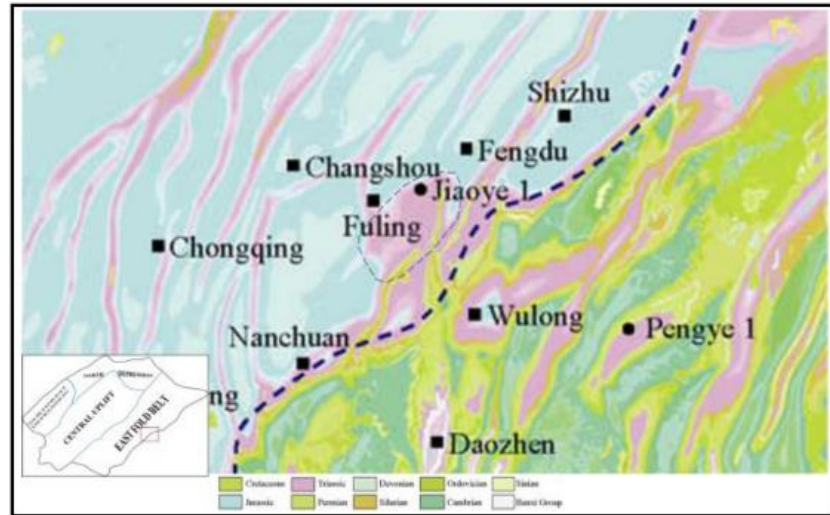 Shizhu
Fengdu
Changshou
Jiaoye 1
Fuling
Chongqing
Wulong
Pengye 1
Nanchuan
ng
CENTRAL UPLIFT
EAST FOLD BELT
Daozhen
Cretaceous Triassic Devonian Ordovician Sinian
Jurassic Permian Silurian Cambrian Banxi Group